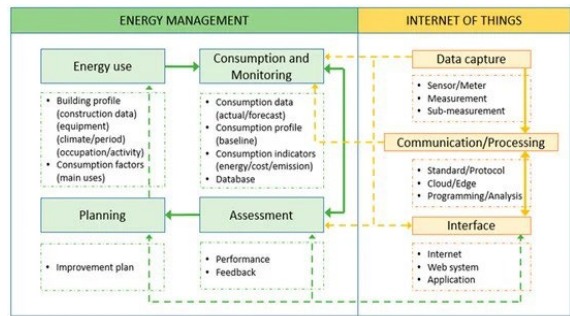 ENERGY MANAGEMENT
INTERNET OF THINGS
Energy use
Consumption and
Monitoring
Data capture
• Building profile
(construction data)
(equipment)
(climate/period)
(occupation/activity)
• Consumption factors
(main uses)
• Consumption data
(actual/forecast)
• Consumption profile
(baseline)
• Consumption indicators
(energy/cost/emission)
• Database
• Sensor/Meter
• Measurement
• Sub-measurement
Communication/Processing
• Standard/Protocol
• Cloud/Edge
• Programming/Analysis
Planning
Assessment
Interface
• Improvement plan
• Performance
• Feedback
• Internet
• Web system
• Application